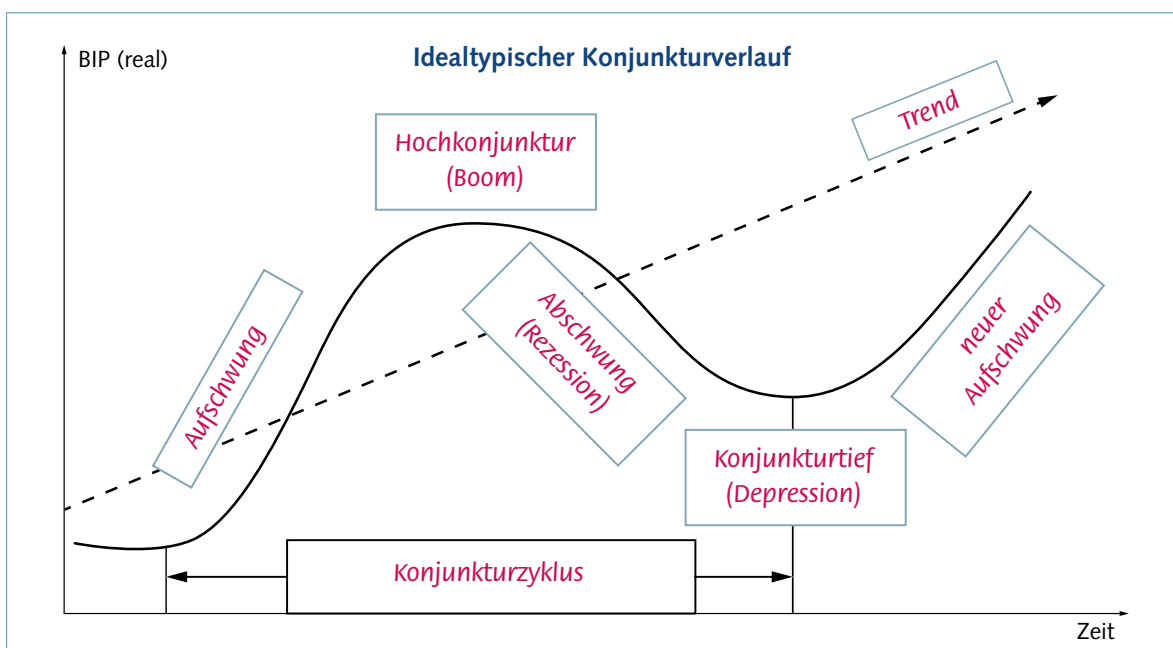 BIP (real)
Idealtypischer Konjunkturverlauf
Trend
Hochkonjunktur
(Boom)
Aufschwung
Abschwung
(Rezession)
neuer
Aufschwung
Konjunkturtief
(Depression)
Konjunkturzyklus
Zeit